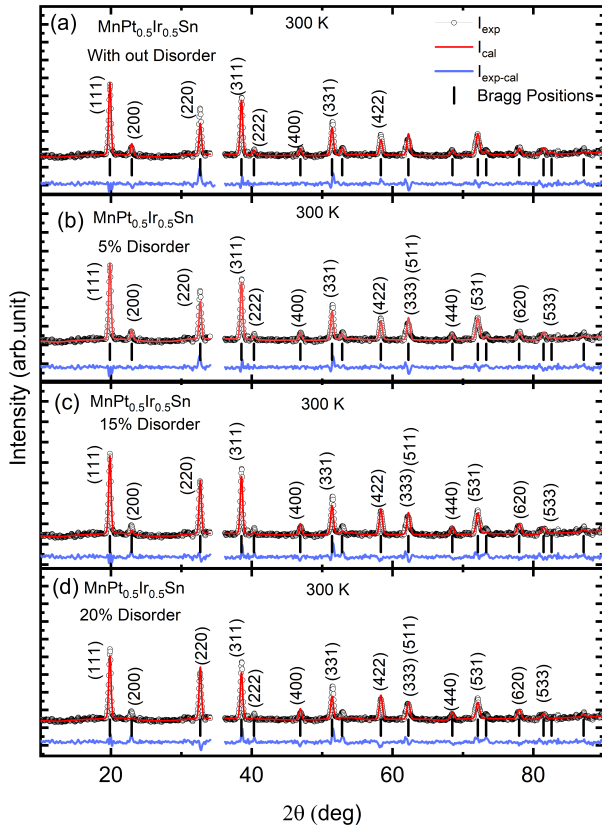 (a) MnPt0.5Ir0.5Sn
With out Disorder
300 K
Iexp
Ical
Iexp-cal
Bragg Positions
(111) (200) (220) (311) (222) (400) (331) (422)
(b) MnPt0.5Ir0.5Sn
5% Disorder
300 K
(111) (200) (220) (311) (222) (400) (331) (422) (333) (511) (440) (531) (620) (533)
(c) MnPt0.5Ir0.5Sn
15% Disorder
300 K
(111) (200) (220) (311) (400) (331) (422) (333) (511) (440) (531) (620) (533)
(d) MnPt0.5Ir0.5Sn
20% Disorder
300 K
(111) (200) (220) (311) (222) (400) (331) (422) (333) (511) (440) (531) (620) (533)
Intensity (arb.unit)
20 40 60 80
2θ (deg)